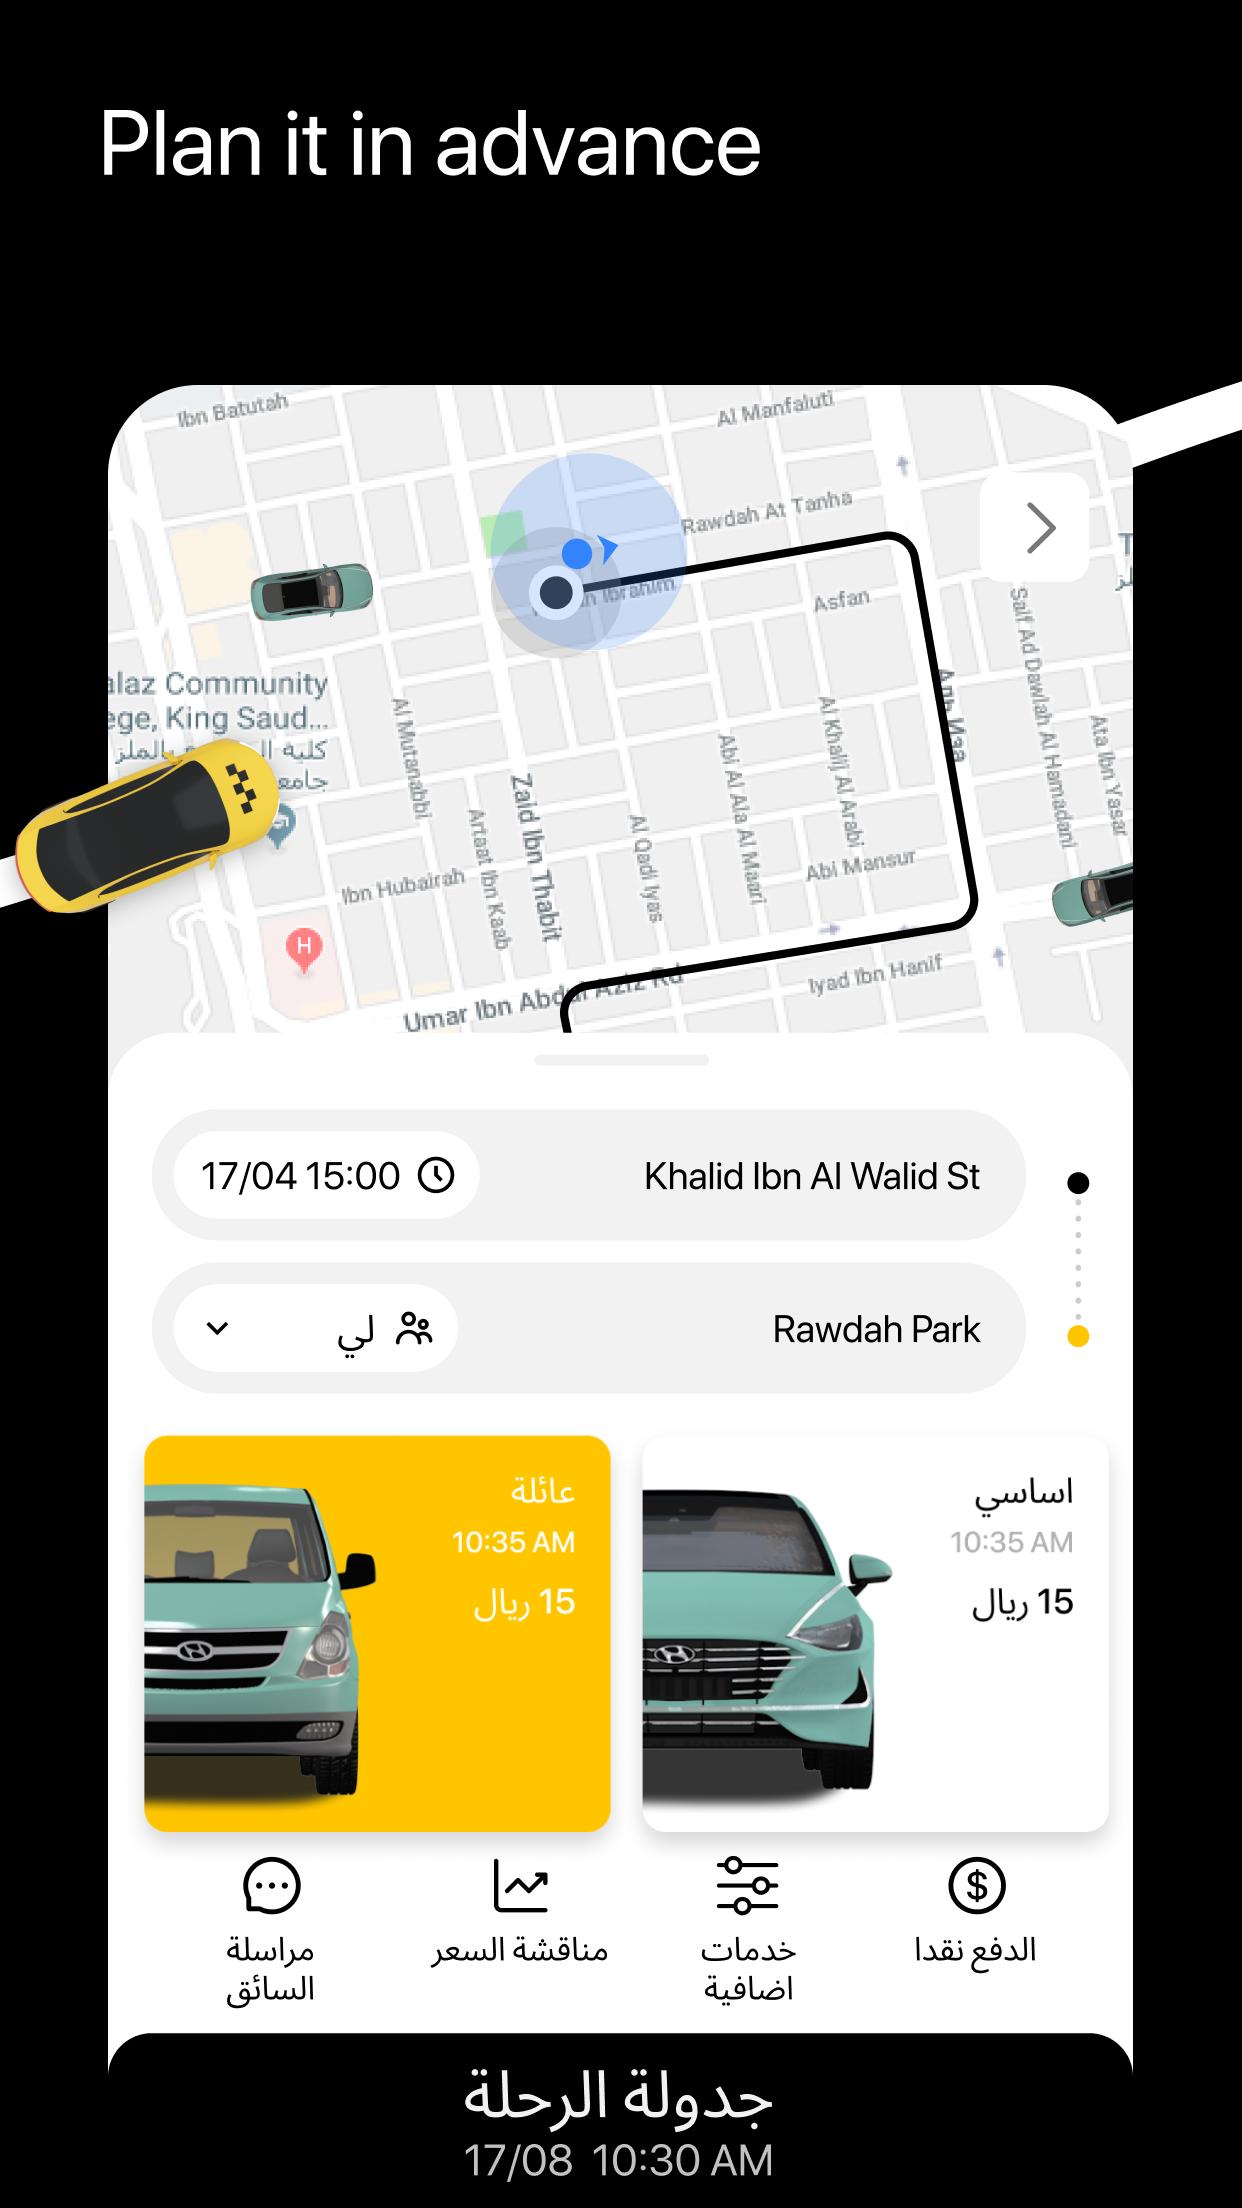 Plan it in advance
Ibn Batutah
Al Manfaluti
Rawdah At Tanha
Ibrahim
Asfan
Saif Ad Dawlah Al Hamadani
Ata Ibn Yasar
Аль Иза
Al Khalij Al Arabi
Abi Al Ala Al Maari
Al Qadi Iyas
Zaid Ibn Thabit
Artaat Ibn Kaab
Al Mutanabbi
alaz Community
ege, King Saud...
كلية
بالملز
جامع
Ibn Hubairah
Abi Mansur
H
Iyad Ibn Hanif
Umar Ibn Abdul Aziz Rd
17/04 15:00
Khalid Ibn Al Walid St
لي
Rawdah Park
اساسي
10:35 AM
15 ريال
عائلة
10:35 AM
15 ريال
الدفع نقدا
خدمات
اضافية
مناقشة السعر
مراسلة
السائق
جدولة الرحلة
17/08 10:30 AM